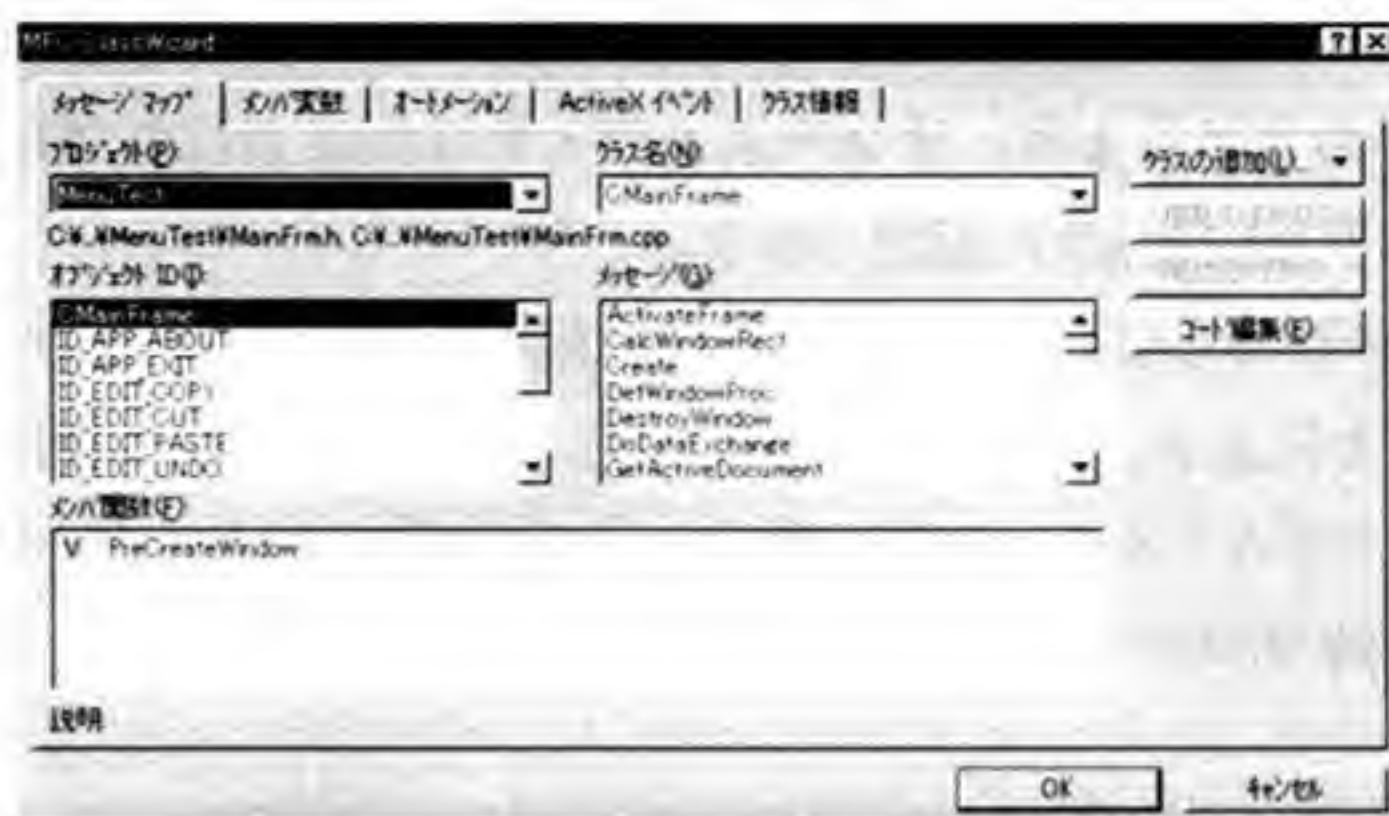 MFC ClassWizard
メッセージ マップ メンバ変数 オートメーション ActiveX イベント クラス情報
プロジェクト(P): クラス名(N):
クラスの追加(L)...
MenuTest CMainFrame
C:¥..¥MenuTest¥MainFrm.h, C:¥..¥MenuTest¥MainFrm.cpp
オブジェクト ID(I): メッセージ(G):
CMainFrame
ID_APP_ABOUT
ID_APP_EXIT
ID_EDIT_COPY
ID_EDIT_CUT
ID_EDIT_PASTE
ID_EDIT_UNDO
ActivateFrame
CalcWindowRect
Create
DefWindowProc
DestroyWindow
DoDataExchange
GetActiveDocument
コード編集(E)
メンバ関数(F):
V PreCreateWindow
説明:
OK キャンセル